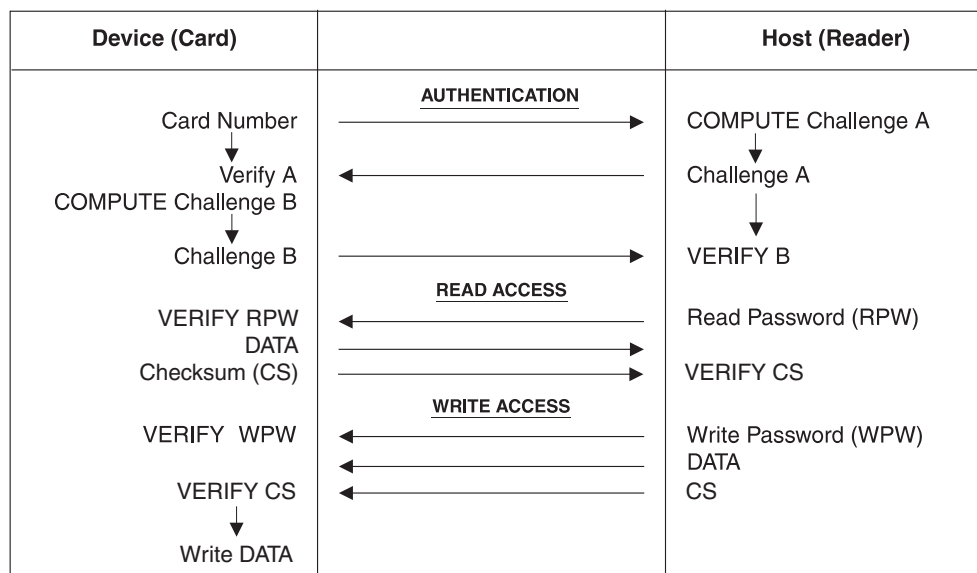 Device (Card) Host (Reader)
AUTHENTICATION
Card Number COMPUTE Challenge A
Verify A Challenge A
COMPUTE Challenge B
Challenge B VERIFY B
READ ACCESS
VERIFY RPW Read Password (RPW)
DATA
Checksum (CS) VERIFY CS
WRITE ACCESS
VERIFY WPW Write Password (WPW)
DATA
VERIFY CS CS
Write DATA